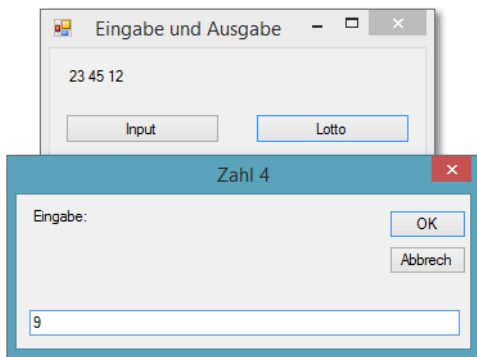 Eingabe und Ausgabe
23 45 12
Input Lotto
Zahl 4
Eingabe:
OK
Abbrech
9